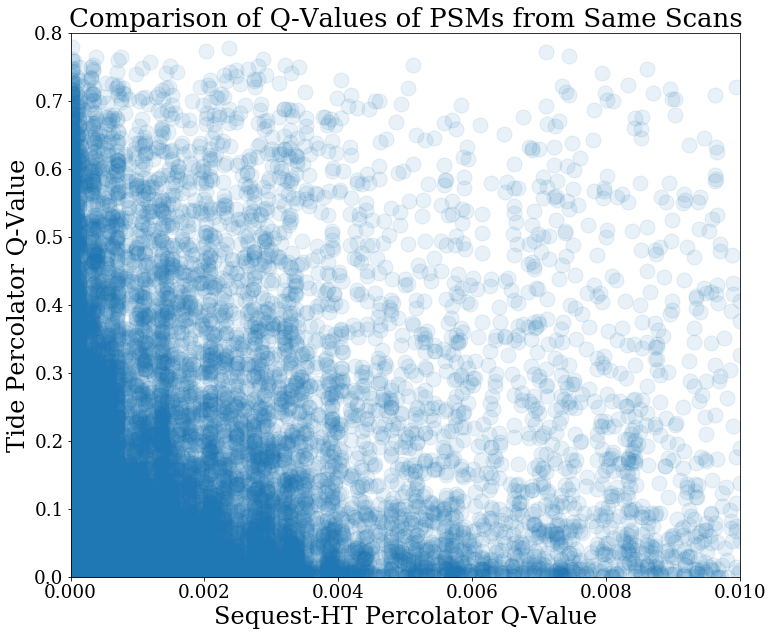 Comparison of Q-Values of PSMs from Same Scans
0.8
0.7
0.6
0.5
0.4
0.3
0.2
0.1
0.0
Tide Percolator Q-Value
0.000 0.002 0.004 0.006 0.008 0.010
Sequest-HT Percolator Q-Value